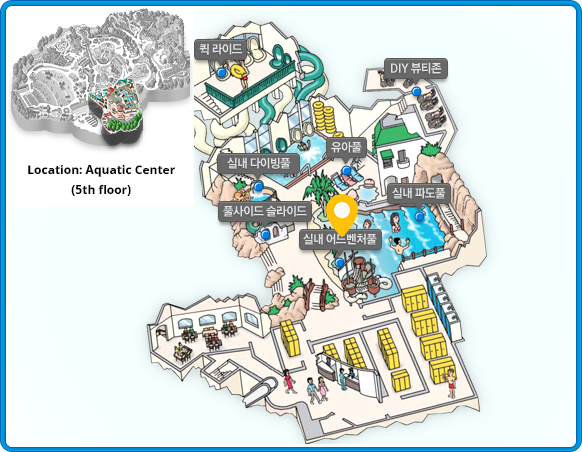 퀵 라이드
DIY 뷰티존
유아풀
실내 다이빙풀
실내 파도풀
풀사이드 슬라이드
실내 어드벤처풀
Location: Aquatic Center
(5th floor)